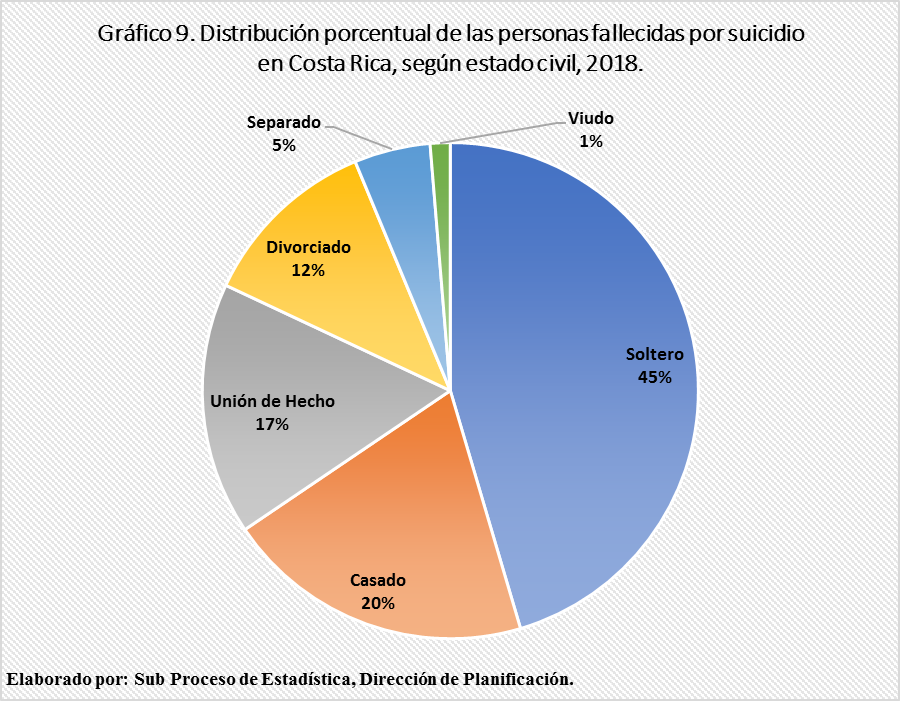 Gráfico 9. Distribución porcentual de las personas fallecidas por suicidio
en Costa Rica, según estado civil, 2018.
Separado
5%
Viudo
1%
Divorciado
12%
Soltero
45%
Unión de Hecho
17%
Casado
20%
Elaborado por: Sub Proceso de Estadística, Dirección de Planificación.